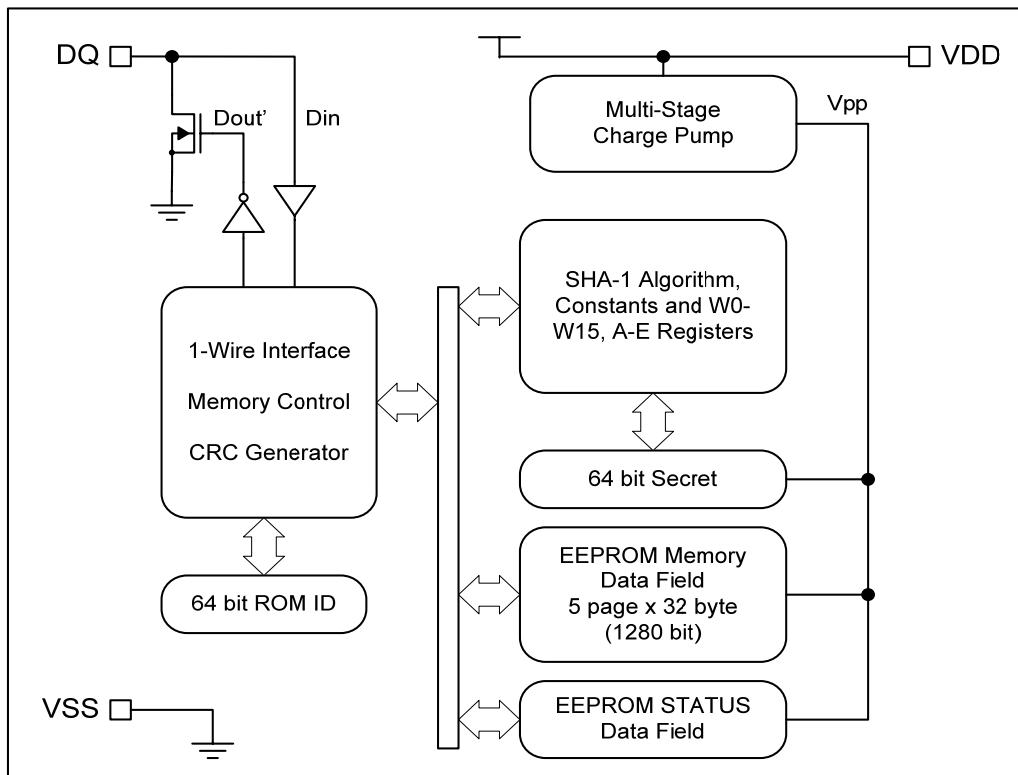 DQ
VDD
Dout’
Din
Multi-Stage
Charge Pump
Vpp
SHA-1 Algorithm,
Constants and W0-
W15, A-E Registers
1-Wire Interface
Memory Control
CRC Generator
64 bit Secret
64 bit ROM ID
EEPROM Memory
Data Field
5 page x 32 byte
(1280 bit)
VSS
EEPROM STATUS
Data Field